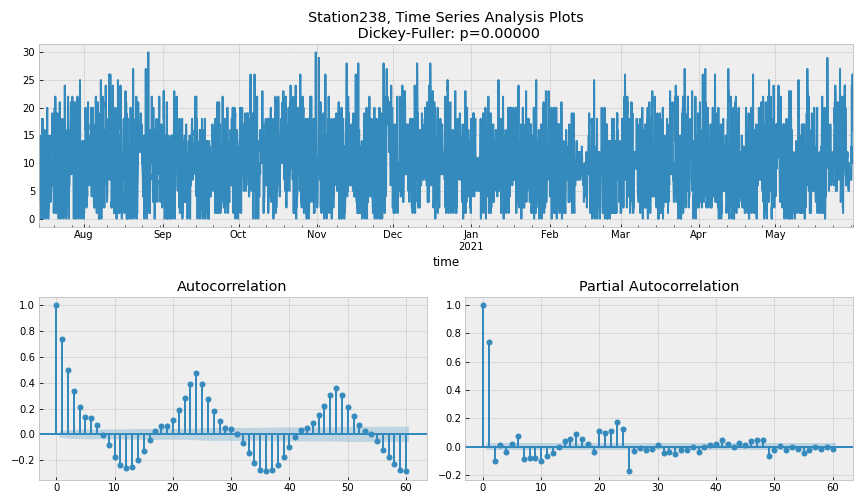 Station238, Time Series Analysis Plots
Dickey-Fuller: p=0.00000
30
25
20
15
10
5
0
Aug Sep Oct Nov Dec Jan Feb Mar Apr May
2021
time
Autocorrelation
1.0
0.8
0.6
0.4
0.2
0.0
−0.2
0 10 20 30 40 50 60
Partial Autocorrelation
1.0
0.8
0.6
0.4
0.2
0.0
−0.2
0 10 20 30 40 50 60